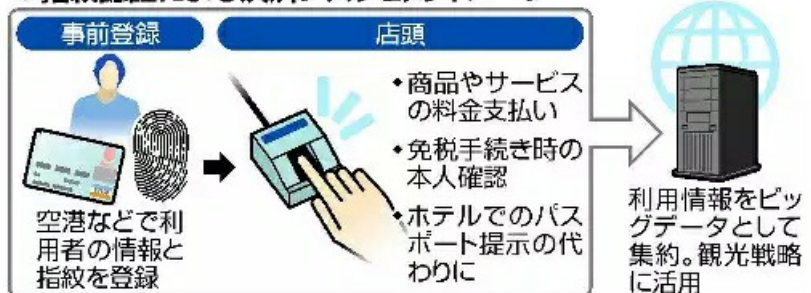 事前登録
店頭
空港などで利
用者の情報と
指紋を登録
・商品やサービス
の料金支払い
・免税手続き時の
本人確認
・ホテルでのパス
ポート提示の代
わりに
利用情報をビッ
グデータとして
集約。観光戦略
に活用